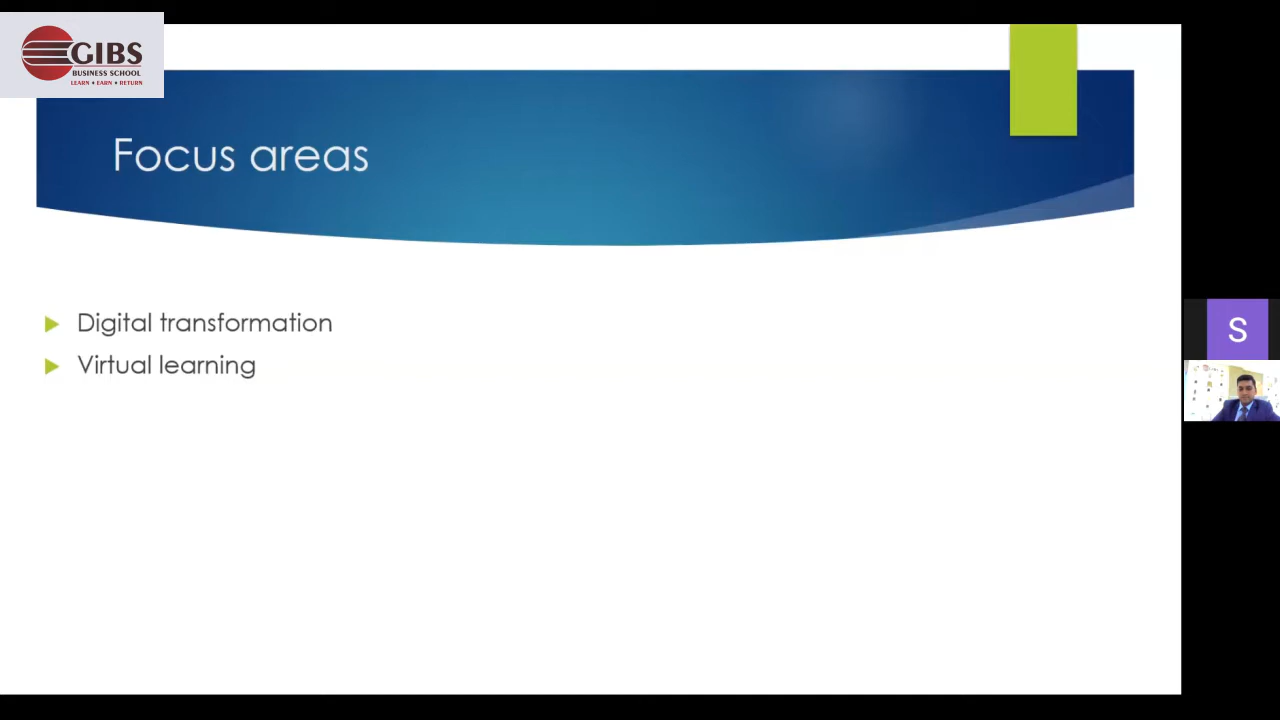 GIBS
BUSINESS SCHOOL
LEARN • EARN • RETURN
Focus areas
Digital transformation
Virtual learning
S